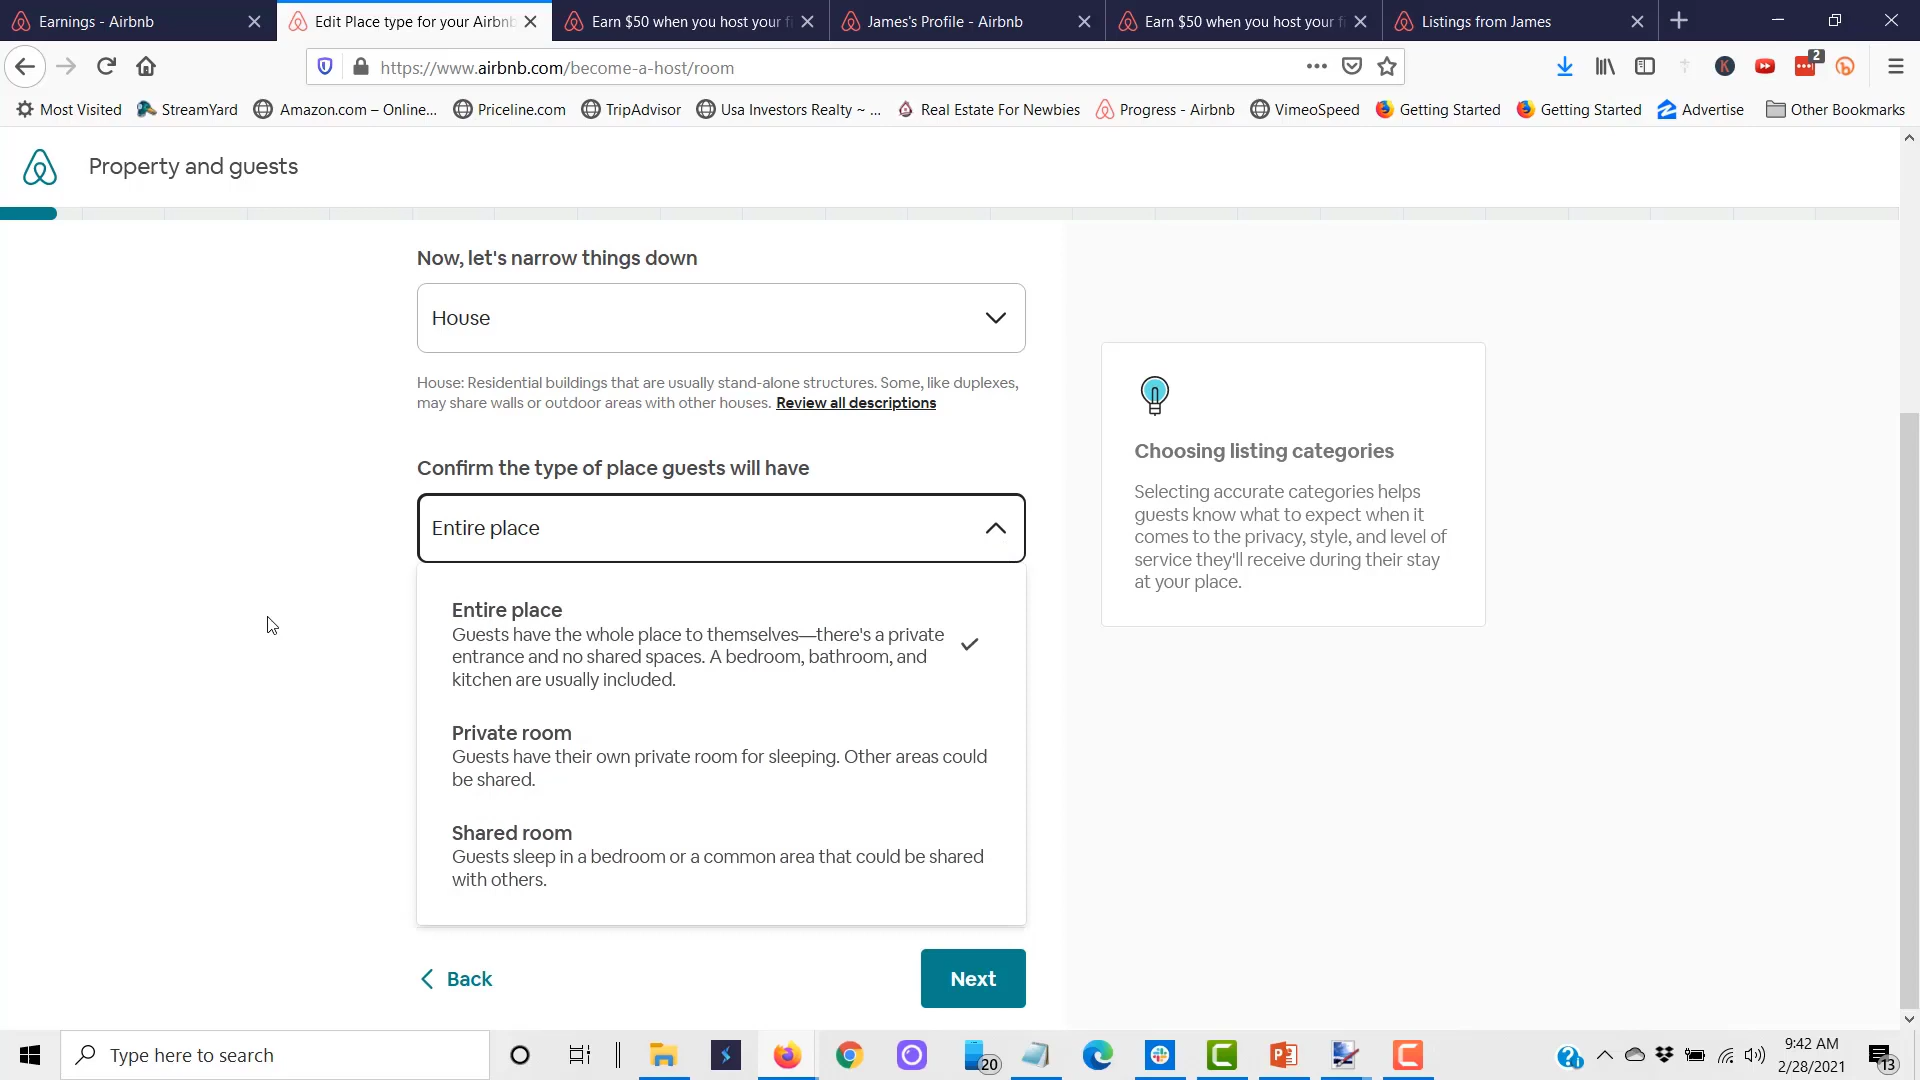 Earnings - Airbnb
Edit Place type for your Airbnb
Earn $50 when you host your fi
James's Profile - Airbnb
Earn $50 when you host your fi
Listings from James
https://www.airbnb.com/become-a-host/room
2
K
Most Visited
StreamYard
Amazon.com – Online...
Priceline.com
TripAdvisor
Usa Investors Realty ~ ...
Real Estate For Newbies
Progress - Airbnb
VimeoSpeed
Getting Started
Getting Started
Advertise
Other Bookmarks
Property and guests
Now, let's narrow things down
House
House: Residential buildings that are usually stand-alone structures. Some, like duplexes,
may share walls or outdoor areas with other houses. Review all descriptions
Confirm the type of place guests will have
Entire place
Entire place
Guests have the whole place to themselves—there's a private
entrance and no shared spaces. A bedroom, bathroom, and
kitchen are usually included.
Private room
Guests have their own private room for sleeping. Other areas could
be shared.
Shared room
Guests sleep in a bedroom or a common area that could be shared
with others.
Back
Next
Choosing listing categories
Selecting accurate categories helps
guests know what to expect when it
comes to the privacy, style, and level of
service they'll receive during their stay
at your place.
Type here to search
20
9:42 AM
2/28/2021
13